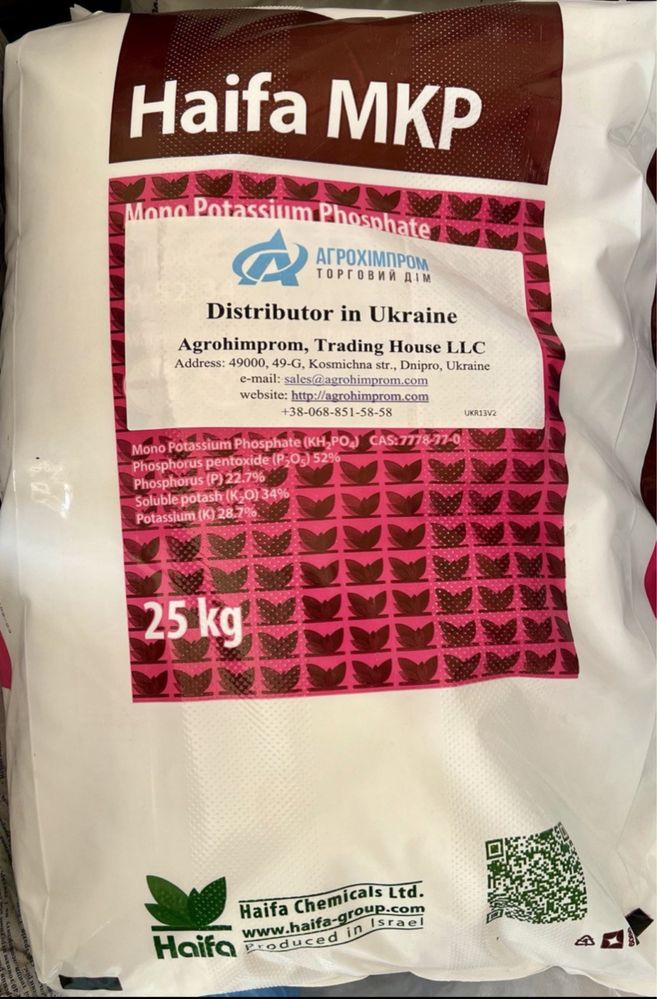 Haifa MKP
Mono Potassium Phosphate
АГРОХІМПРОМ
ТОРГОВИЙ ДІМ
Distributor in Ukraine
Agrohimprom, Trading House LLC
Address: 49000, 49-G, Kosmichna str., Dnipro, Ukraine
e-mail: sales@agrohimprom.com
website: http://agrohimprom.com
+38-068-851-58-58
UKR13V2
Mono Potassium Phosphate (KH₂PO₄) CAS: 7778-77-0
Phosphorus pentoxide (P₂O₅) 52%
Phosphorus (P) 22.7%
Soluble potash (K₂O) 34%
Potassium (K) 28.7%
25 kg
Haifa
Haifa Chemicals Ltd.
www.haifa-group.com
Produced in Israel